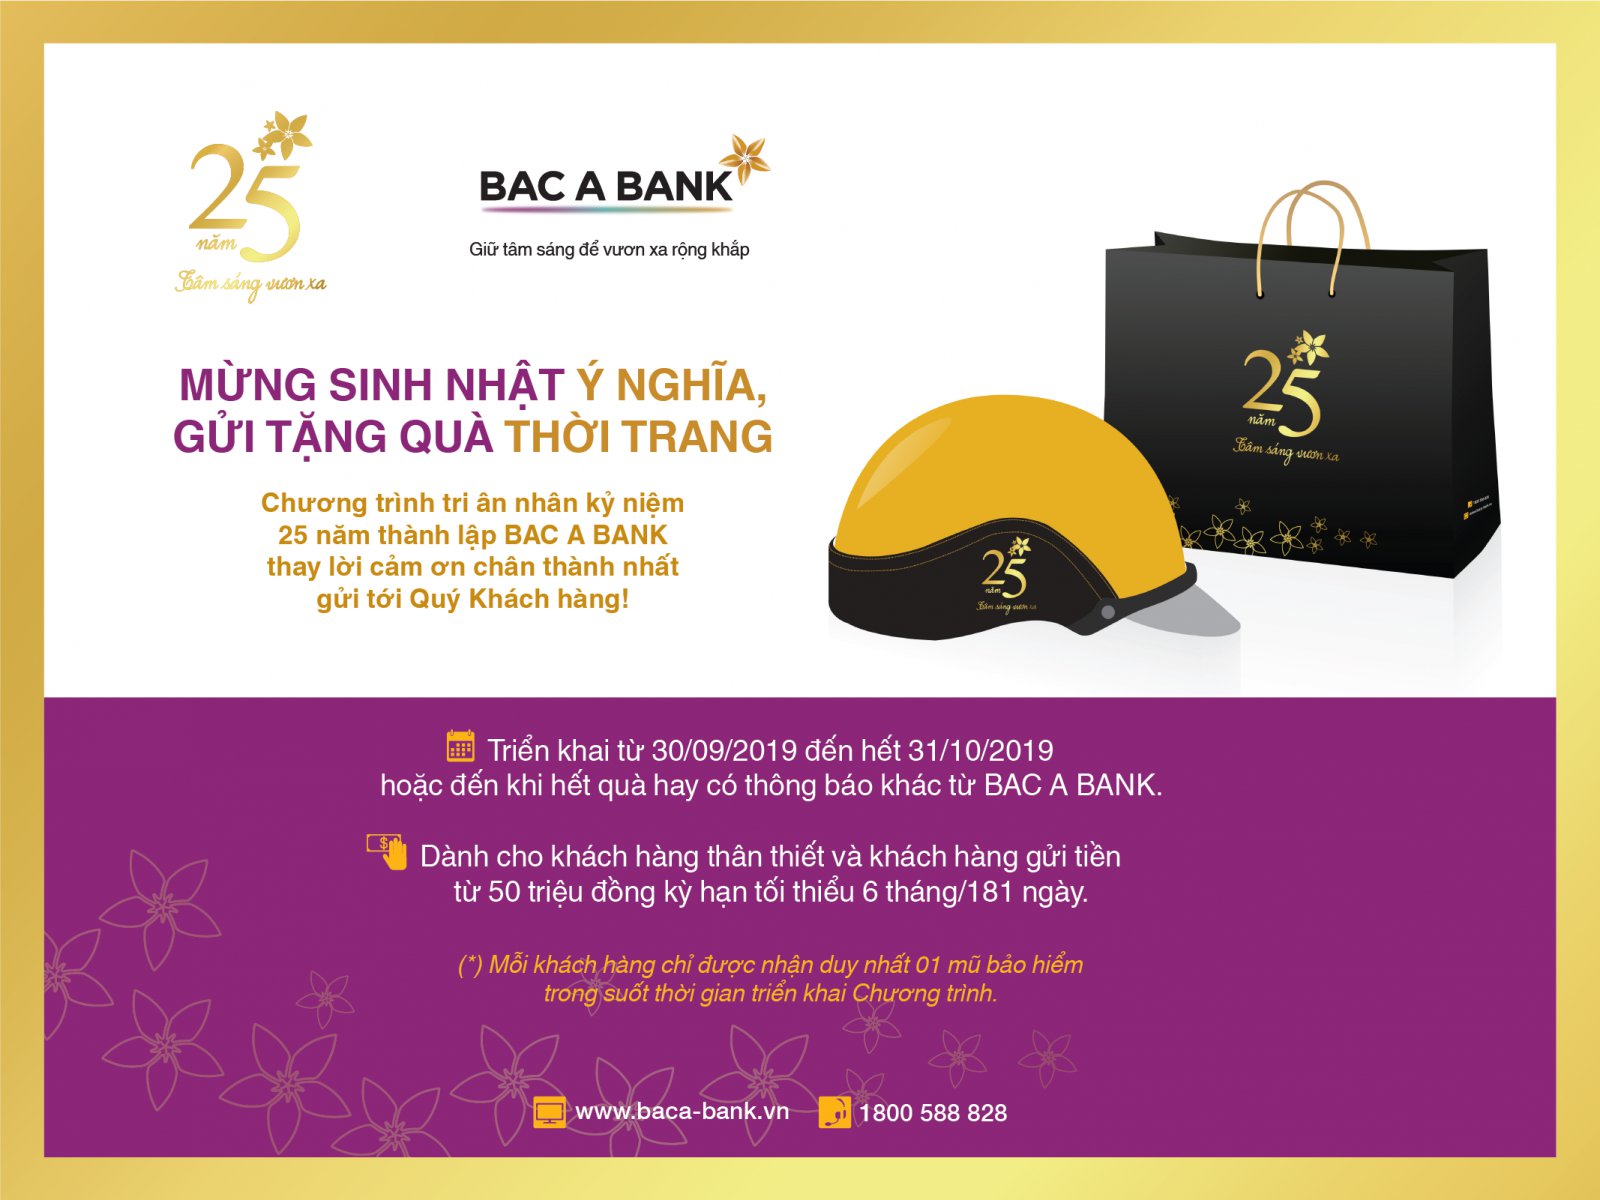 25
năm
Tâm sáng vươn xa
BAC A BANK
Giữ tâm sáng để vươn xa rộng khắp
MỪNG SINH NHẬT Ý NGHĨA,
GỬI TẶNG QUÀ THỜI TRANG
Chương trình tri ân nhân kỷ niệm
25 năm thành lập BAC A BANK
thay lời cảm ơn chân thành nhất
gửi tới Quý Khách hàng!
25
năm
Tâm sáng vươn xa
25
năm
Tâm sáng vươn xa
Triển khai từ 30/09/2019 đến hết 31/10/2019
hoặc đến khi hết quà hay có thông báo khác từ BAC A BANK.
$
Dành cho khách hàng thân thiết và khách hàng gửi tiền
từ 50 triệu đồng kỳ hạn tối thiểu 6 tháng/181 ngày.
(*) Mỗi khách hàng chỉ được nhận duy nhất 01 mũ bảo hiểm
trong suốt thời gian triển khai Chương trình.
www.baca-bank.vn
1800 588 828